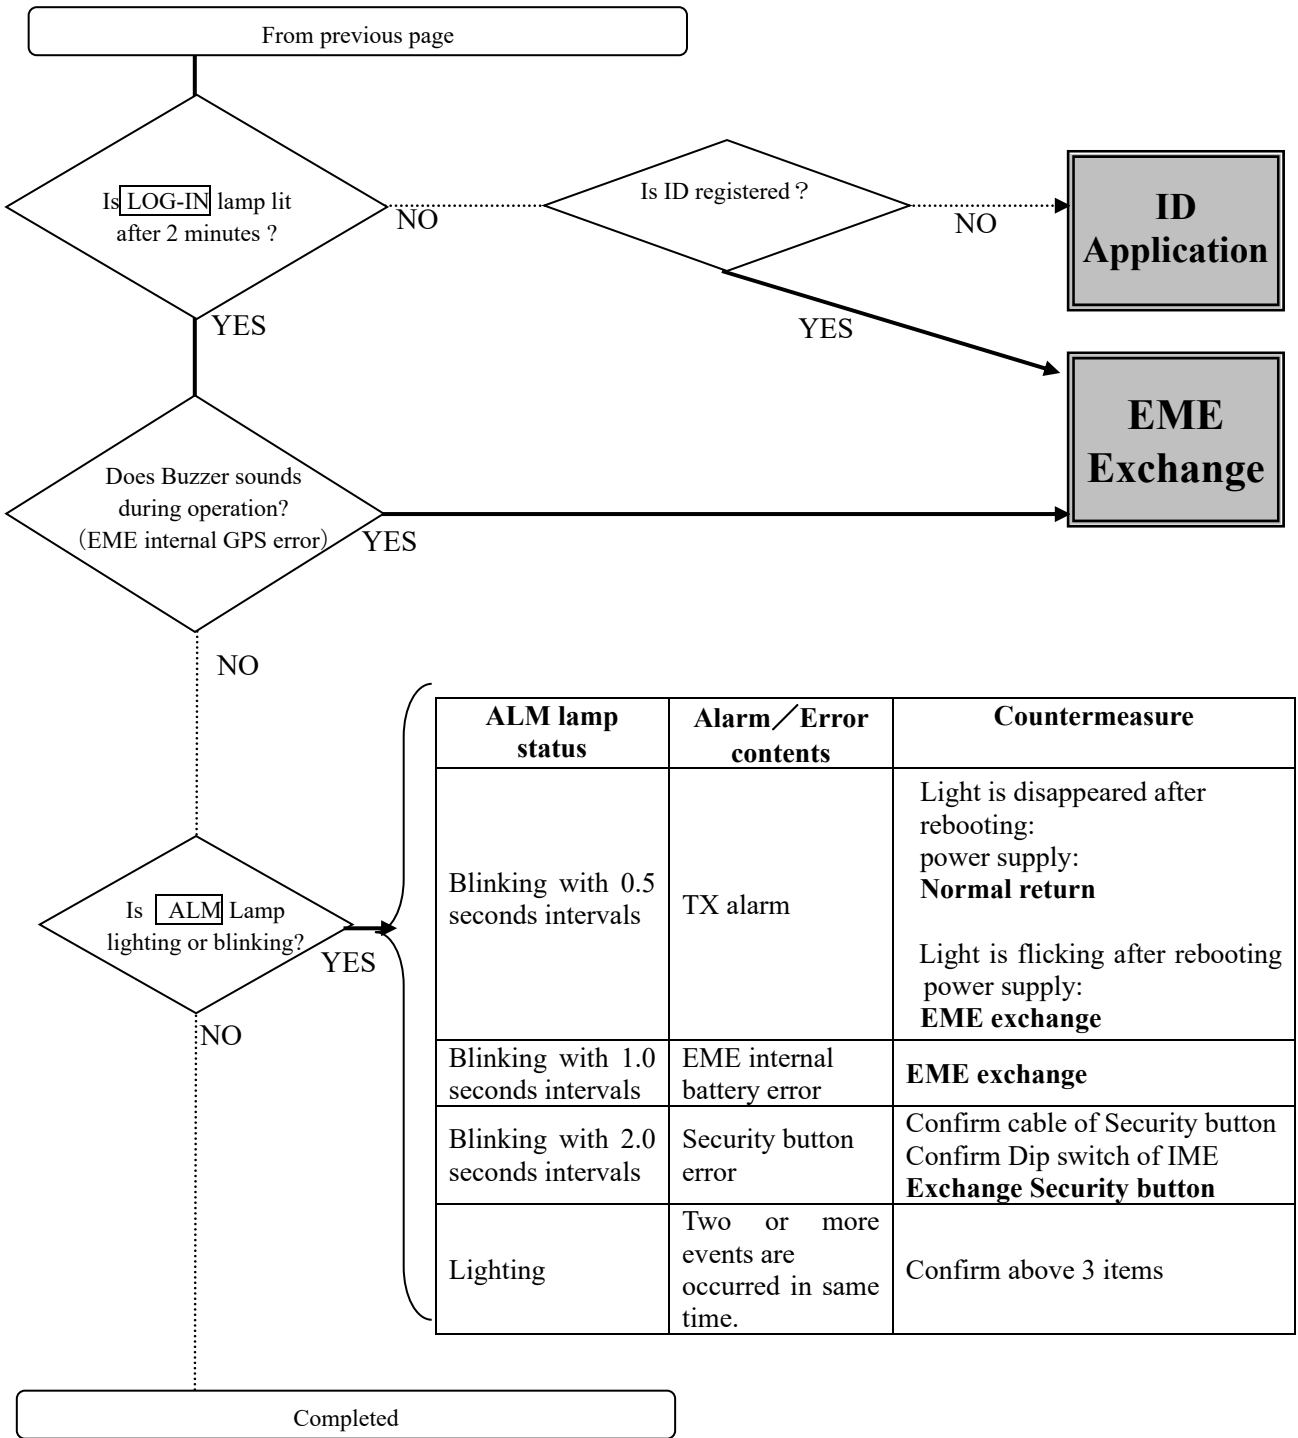 From previous page
Is LOG-IN lamp lit
after 2 minutes ?
NO
Is ID registered？
NO
ID
Application
YES
YES
EME
Exchange
Does Buzzer sounds
during operation?
（EME internal GPS error）
YES
NO
ALM lamp
status
Alarm／Error
contents
Countermeasure
Blinking with 0.5
seconds intervals
TX alarm
Light is disappeared after
rebooting:
power supply:
Normal return
Light is flicking after rebooting
power supply:
EME exchange
Is ALM Lamp
lighting or blinking?
YES
NO
Blinking with 1.0
seconds intervals
EME internal
battery error
EME exchange
Blinking with 2.0
seconds intervals
Security button
error
Confirm cable of Security button
Confirm Dip switch of IME
Exchange Security button
Lighting
Two or more
events are
occurred in same
time.
Confirm above 3 items
Completed